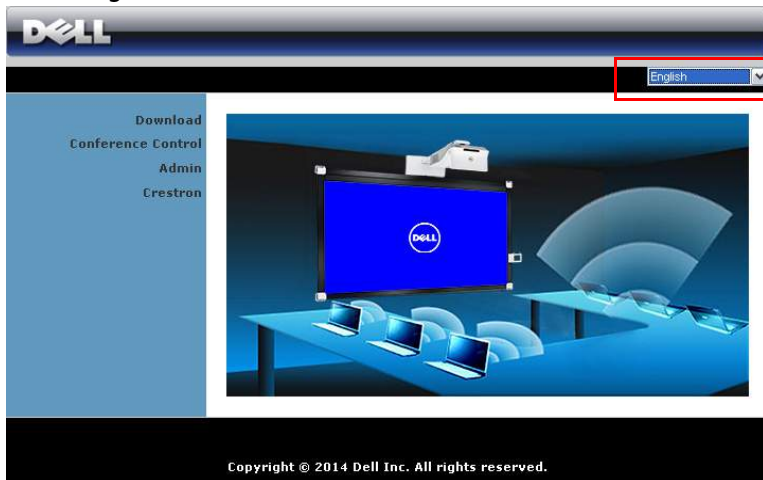 DELL
English
Download
Conference Control
Admin
Crestron
DELL
Copyright © 2014 Dell Inc. All rights reserved.